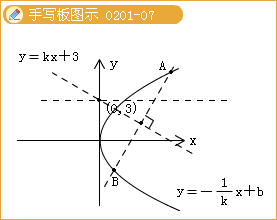 手写板图示 0201-07
y=kx+3
y
A
(0,3)
x
B
y=-1/k x+b